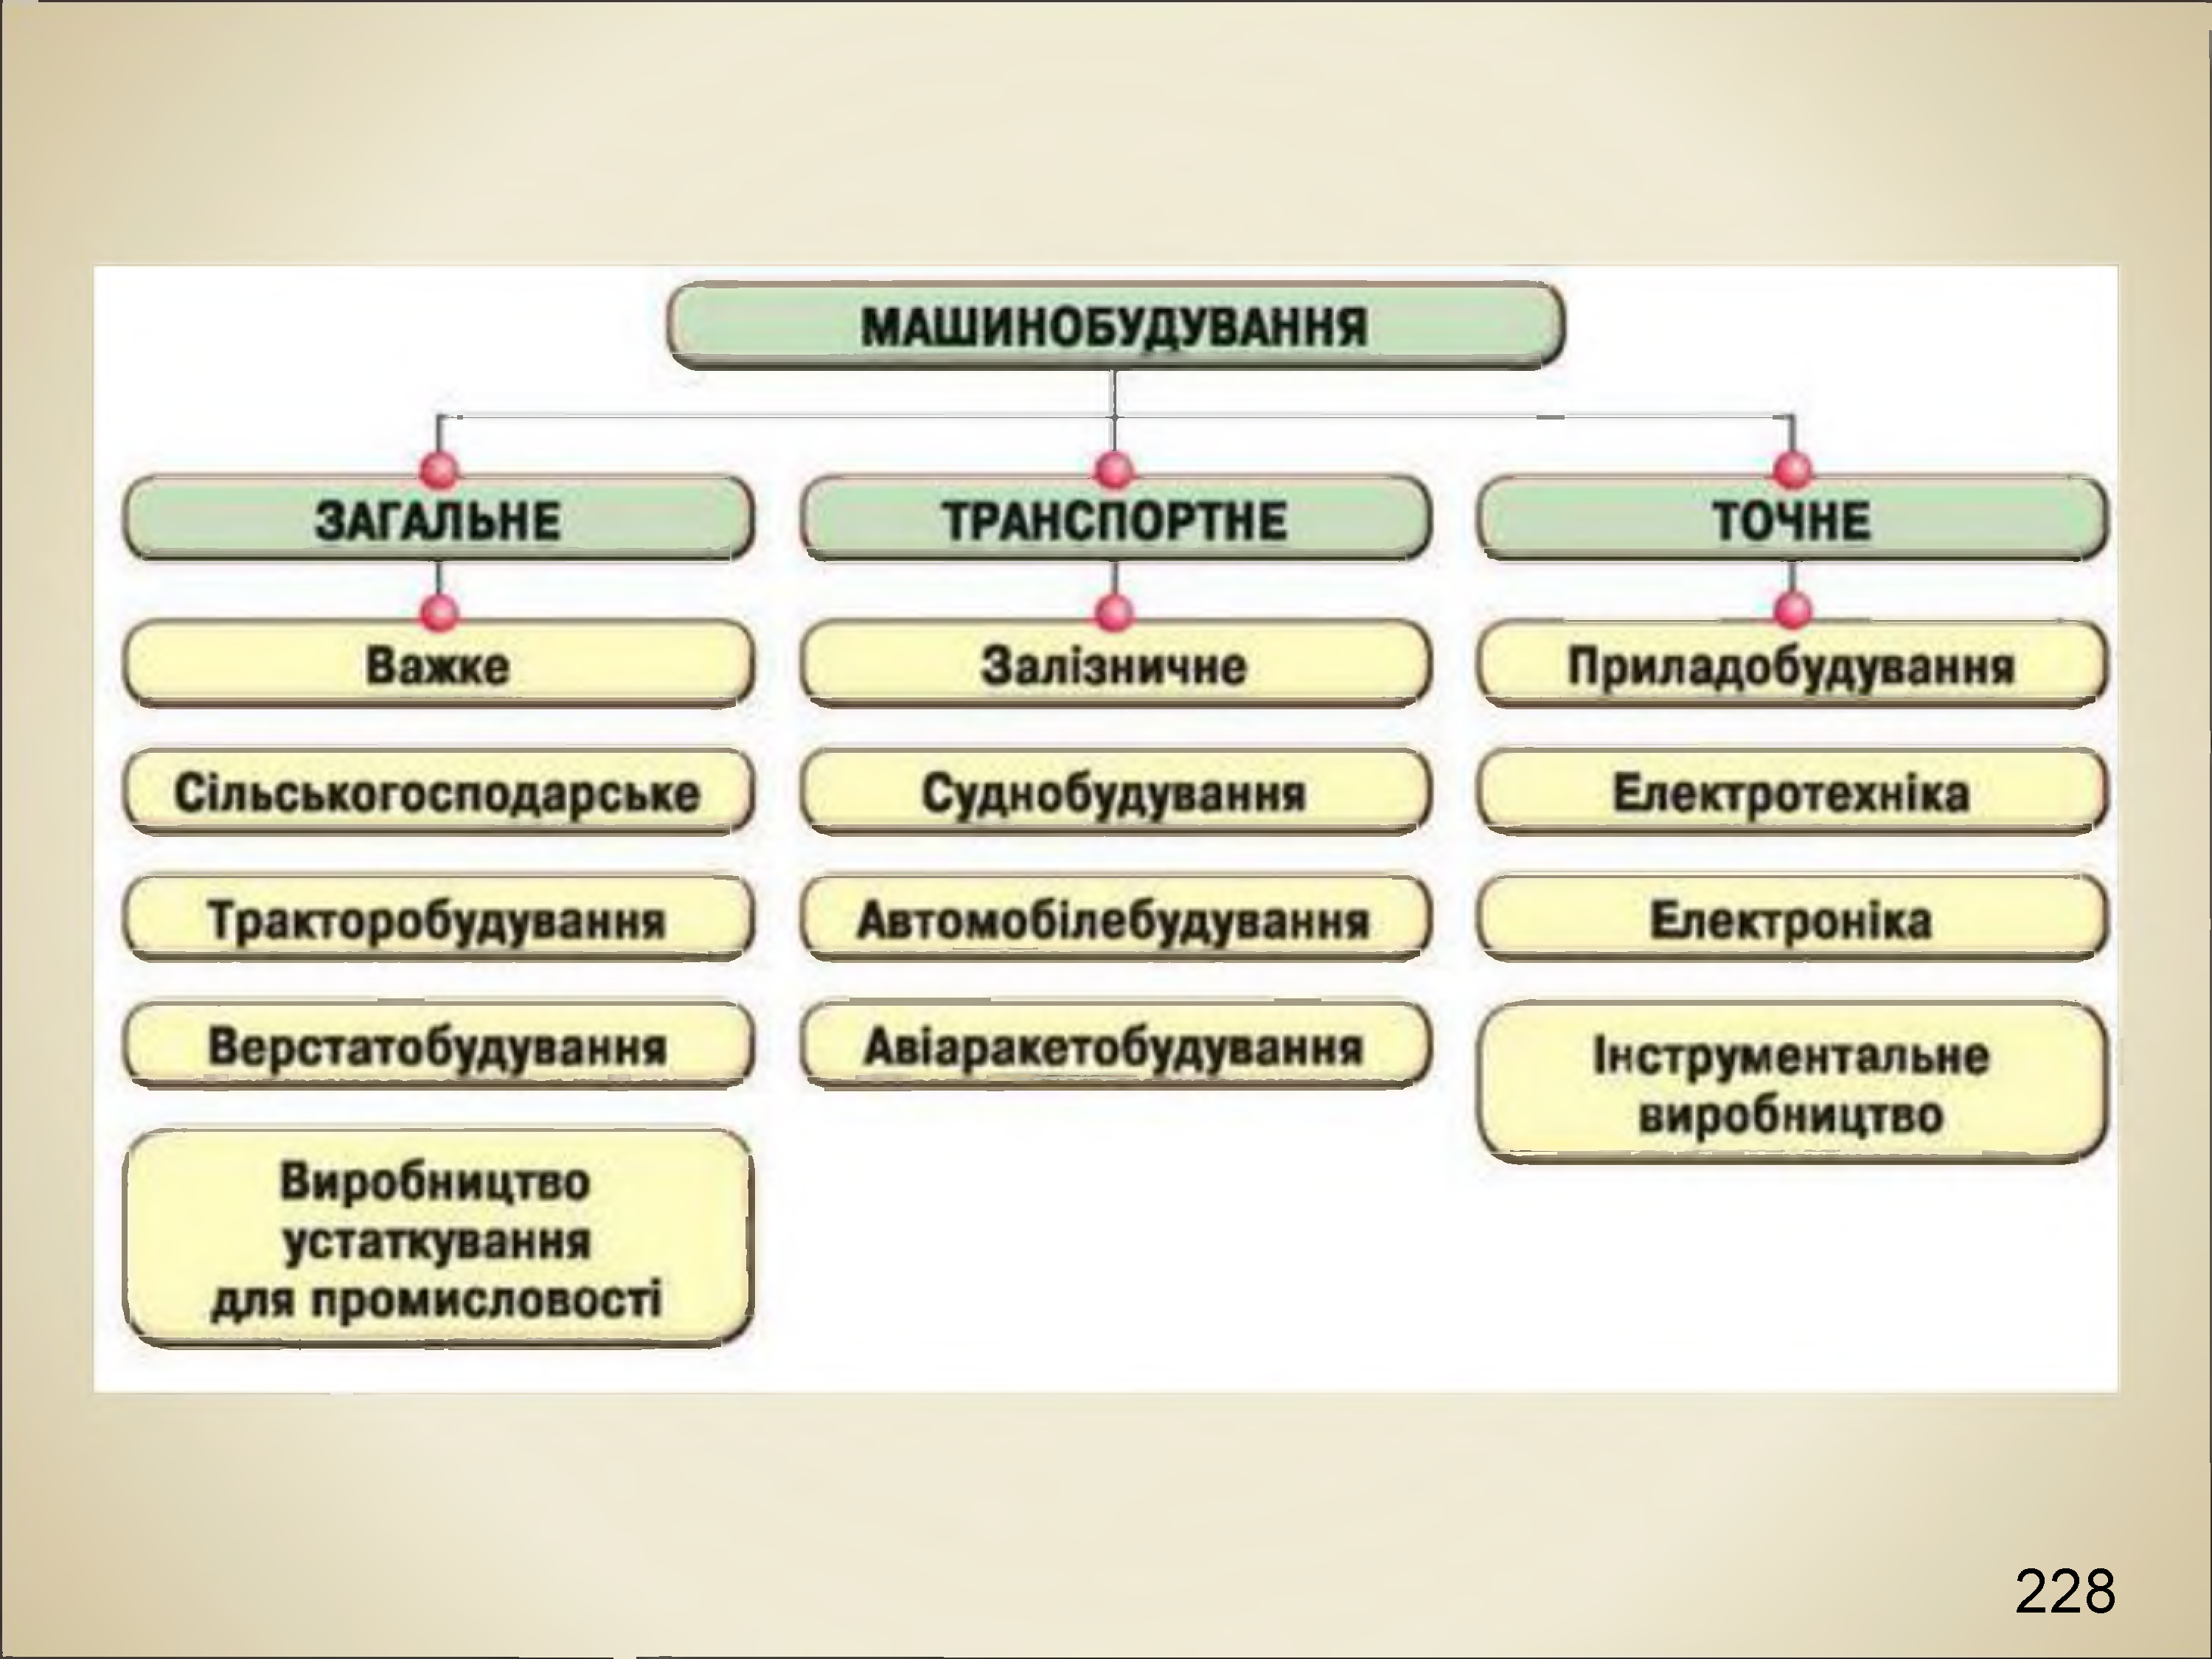 МАШИНОБУДУВАННЯ
ЗАГАЛЬНЕ
Важке
Сільськогосподарське
Тракторобудування
Верстатобудування
Виробництво
устаткування
для промисловості
ТРАНСПОРТНЕ
Залізничне
Суднобудування
Автомобілебудування
Авіаракетобудування
ТОЧНЕ
Приладобудування
Електротехніка
Електроніка
Інструментальне
виробництво
228